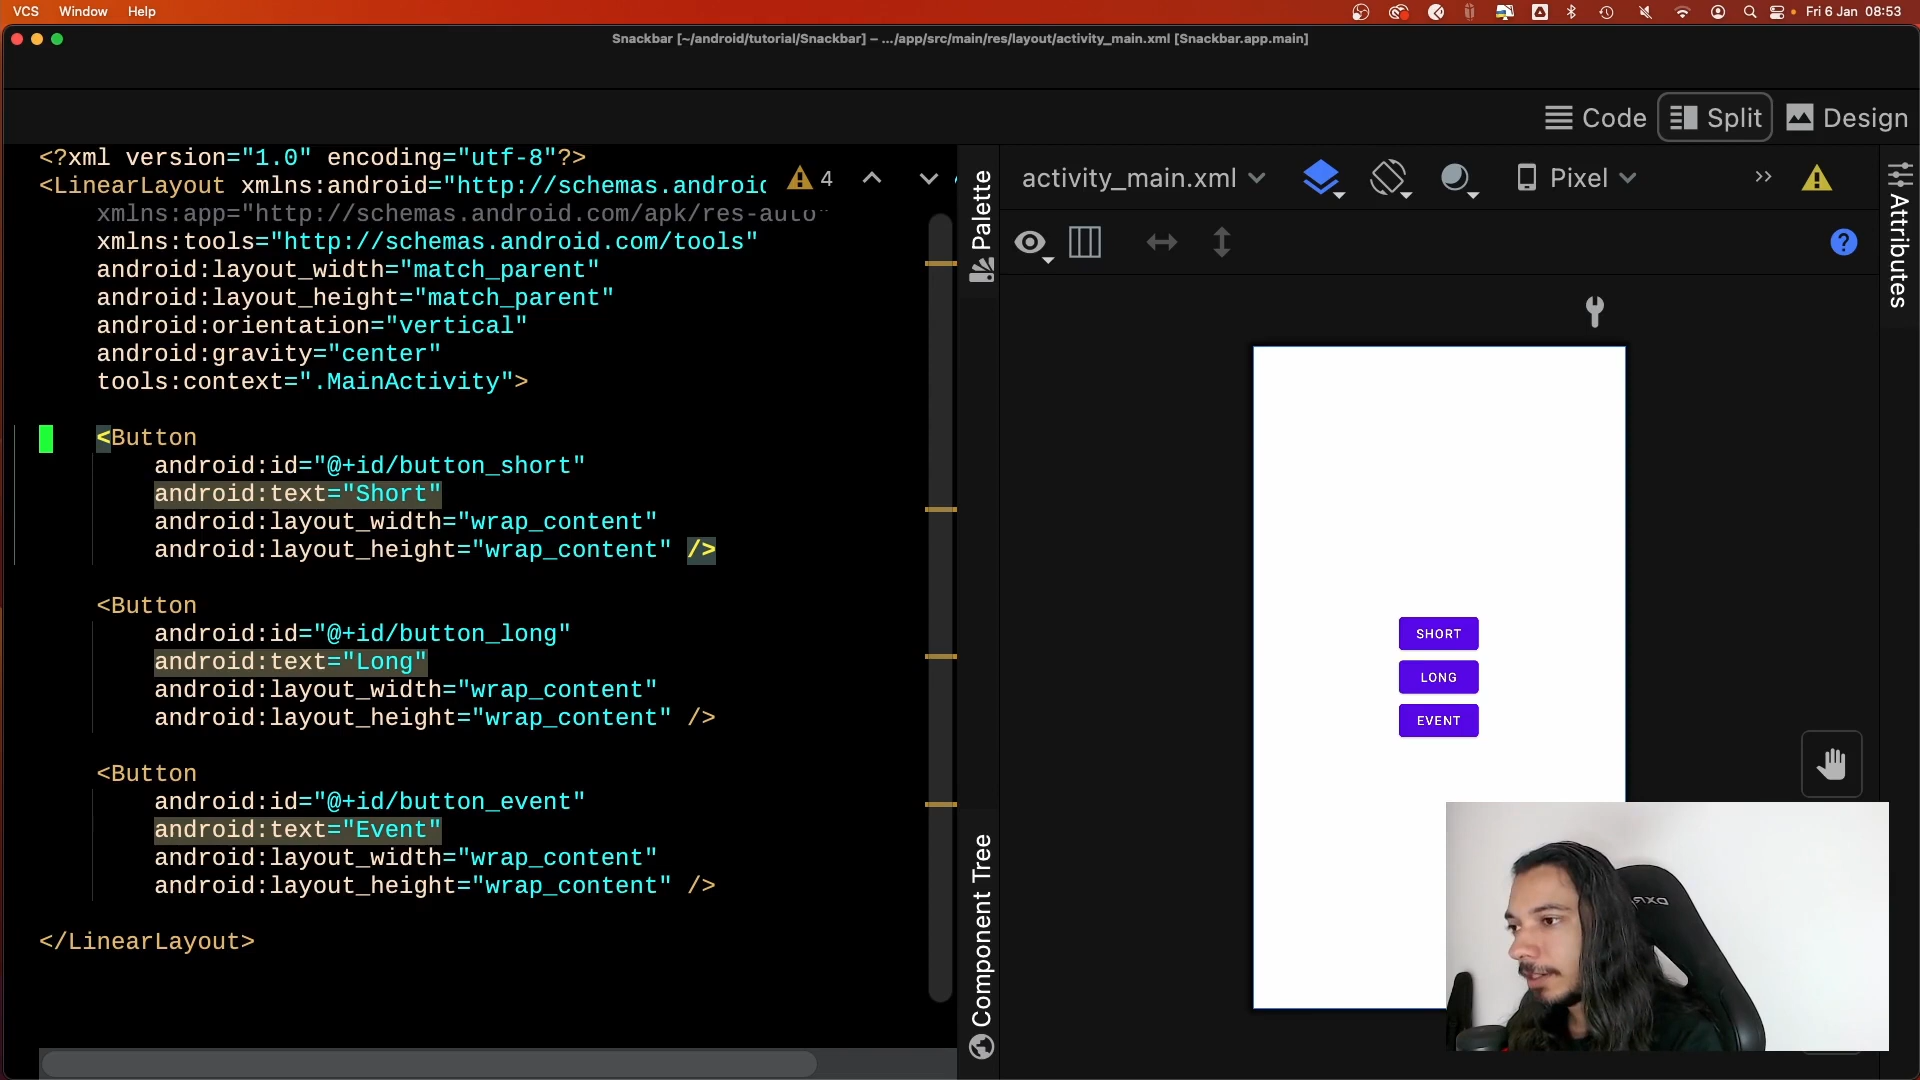 VCS Window Help Fri 6 Jan 08:53
Snackbar [~/android/tutorial/Snackbar] – .../app/src/main/res/layout/activity_main.xml [Snackbar.app.main]
Code Split Design
<?xml version="1.0" encoding="utf-8"?>
<LinearLayout xmlns:android="http://schemas.android
4
xmlns:app="http://schemas.android.com/apk/res-auto"
xmlns:tools="http://schemas.android.com/tools"
android:layout_width="match_parent"
android:layout_height="match_parent"
android:orientation="vertical"
android:gravity="center"
tools:context=".MainActivity">
<Button
android:id="@+id/button_short"
android:text="Short"
android:layout_width="wrap_content"
android:layout_height="wrap_content" />
<Button
android:id="@+id/button_long"
android:text="Long"
android:layout_width="wrap_content"
android:layout_height="wrap_content" />
<Button
android:id="@+id/button_event"
android:text="Event"
android:layout_width="wrap_content"
android:layout_height="wrap_content" />
</LinearLayout>
Palette
Component Tree
activity_main.xml Pixel >>
?
Attributes
SHORT
LONG
EVENT